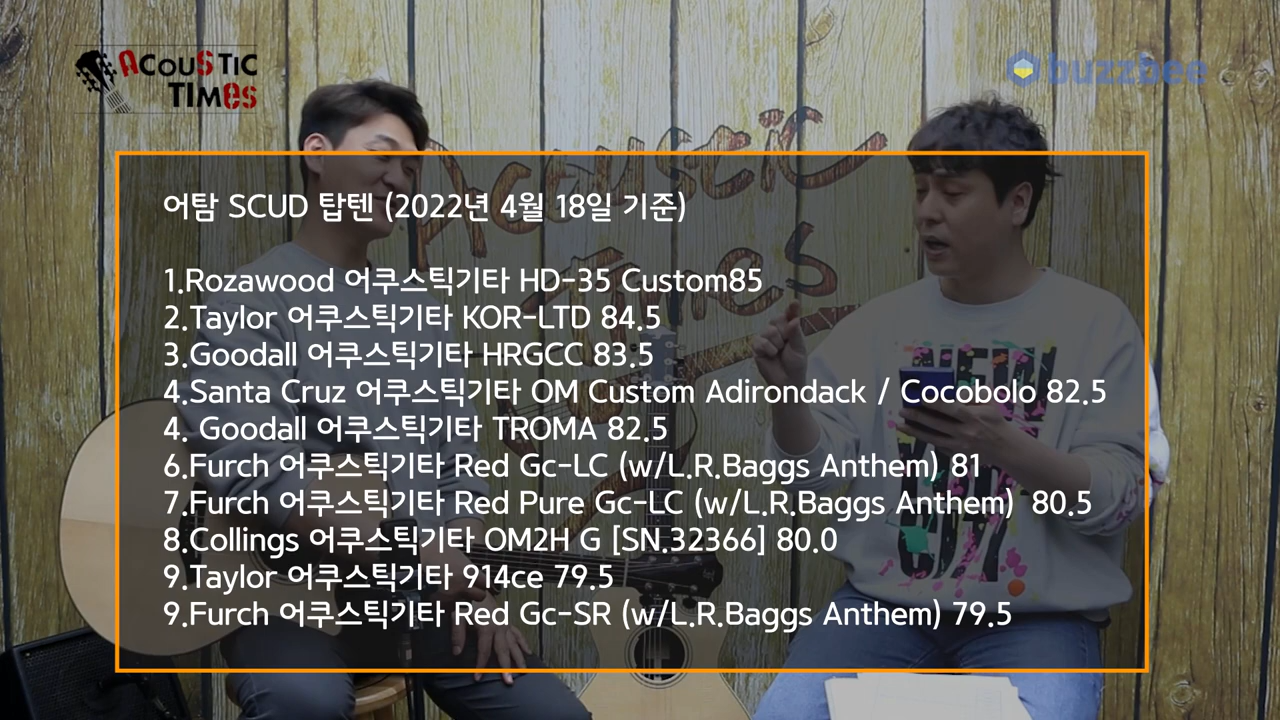 ACOUSTIC
TIMES
buzzbee
Acoustic
Times
어탐 SCUD 탑텐 (2022년 4월 18일 기준)
1.Rozawood 어쿠스틱기타 HD-35 Custom85
2.Taylor 어쿠스틱기타 KOR-LTD 84.5
3.Goodall 어쿠스틱기타 HRGCC 83.5
4.Santa Cruz 어쿠스틱기타 OM Custom Adirondack / Cocobolo 82.5
4. Goodall 어쿠스틱기타 TROMA 82.5
6.Furch 어쿠스틱기타 Red Gc-LC (w/L.R.Baggs Anthem) 81
7.Furch 어쿠스틱기타 Red Pure Gc-LC (w/L.R.Baggs Anthem) 80.5
8.Collings 어쿠스틱기타 OM2H G [SN.32366] 80.0
9.Taylor 어쿠스틱기타 914ce 79.5
9.Furch 어쿠스틱기타 Red Gc-SR (w/L.R.Baggs Anthem) 79.5